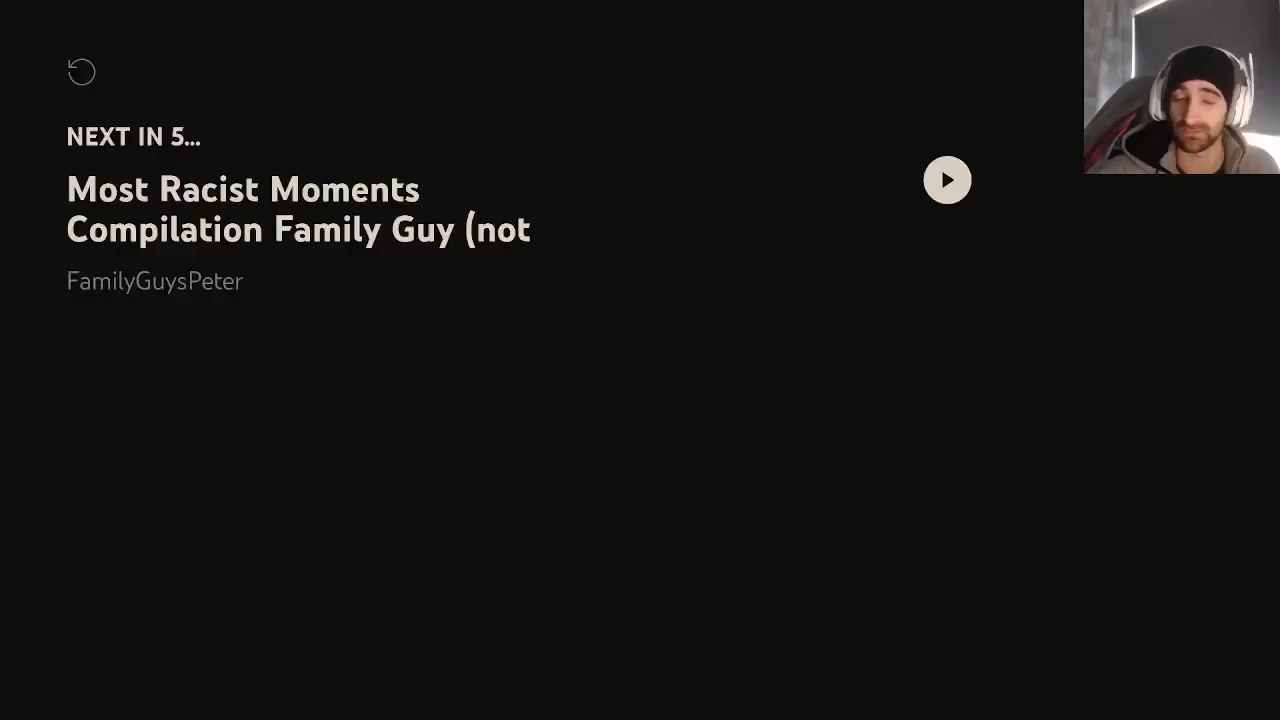 NEXT IN 5...
Most Racist Moments
Compilation Family Guy (not
FamilyGuysPeter